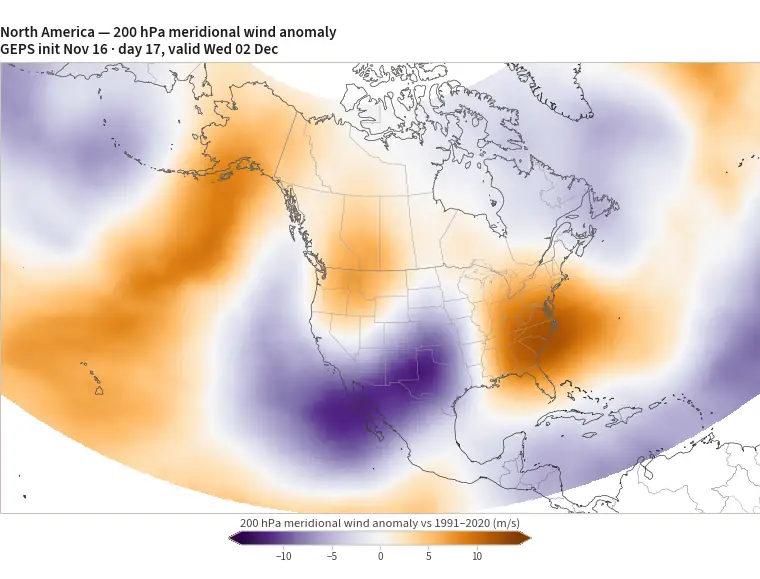 North America — 200 hPa meridional wind anomaly
GEPS init Nov 16 · day 17, valid Wed 02 Dec
200 hPa meridional wind anomaly vs 1991–2020 (m/s)
−10 −5 0 5 10